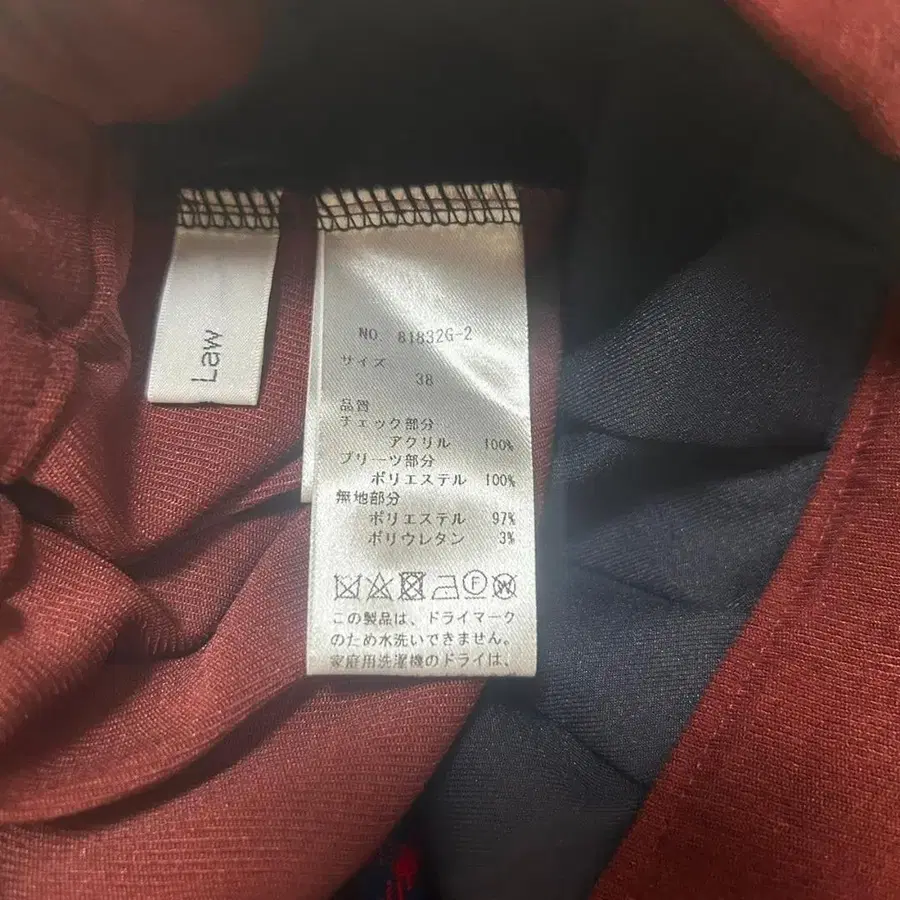 Law
NO. 81832G-2
サイズ
38
品質
チェック部分
アクリル 100%
プリーツ部分
ポリエステル 100%
無地部分
ポリエステル 97%
ポリウレタン 3%
F W
この製品は、ドライマーク
のため水洗いできません。
家庭用洗濯機のドライは、